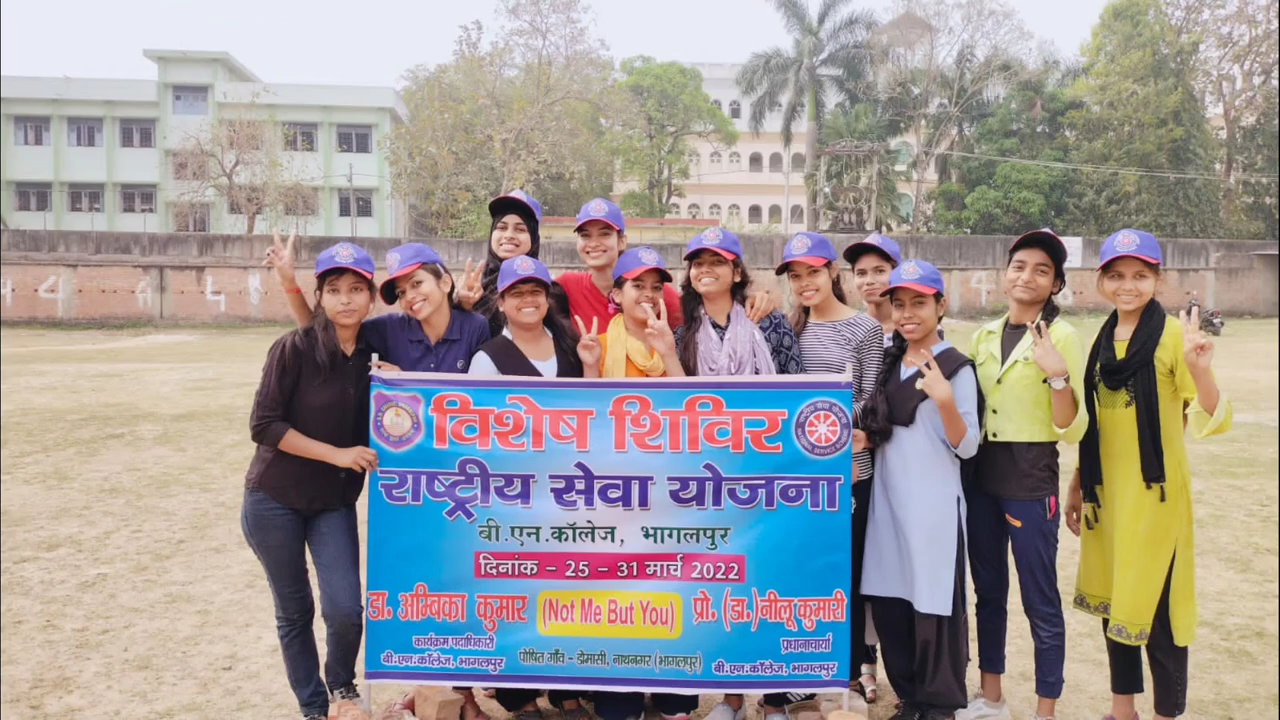 विशेष शिविर
राष्ट्रीय सेवा योजना
बी.एन.कॉलेज, भागलपुर
दिनांक - 25 - 31 मार्च 2022
डा. अम्बिका कुमार (Not Me But You) प्रो. (डा.) नीलू कुमारी
कार्यक्रम पदाधिकारी प्रधानाचार्या
बी.एन.कॉलेज, भागलपुर पोषित गाँव - डोमासी, नाथनगर (भागलपुर) बी.एन.कॉलेज, भागलपुर